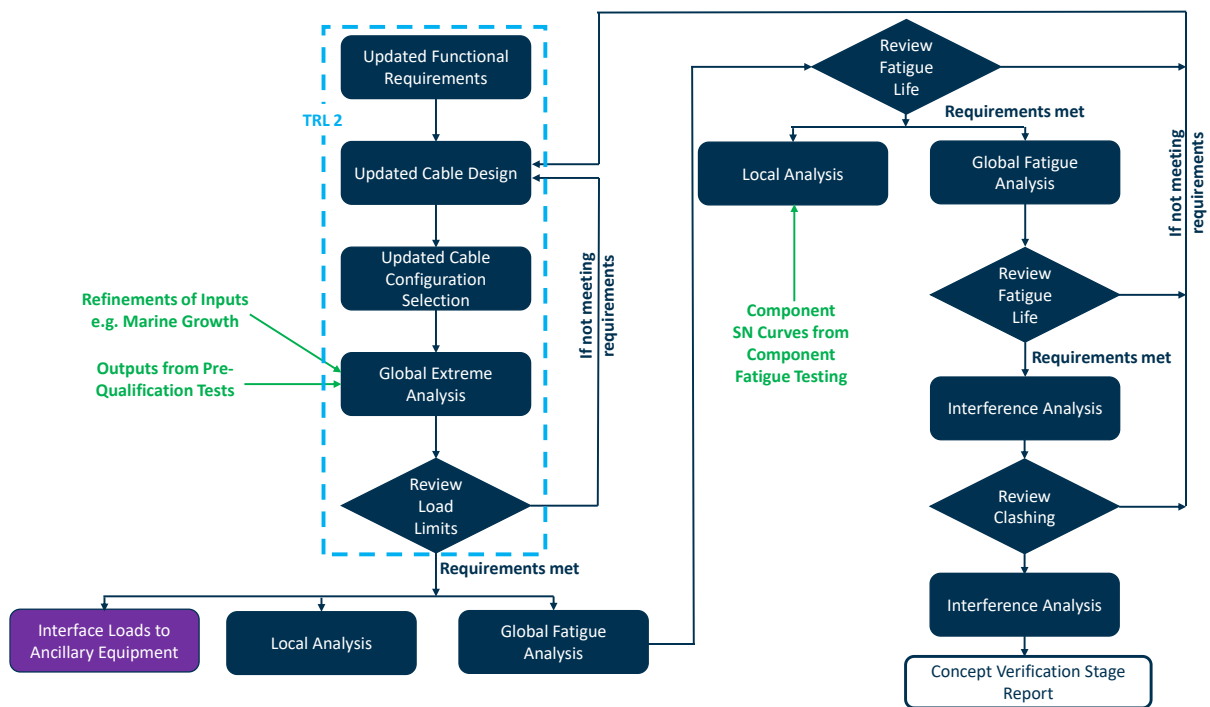 Updated Functional
Requirements
TRL 2
Updated Cable Design
Updated Cable
Configuration
Selection
Refinements of Inputs
e.g. Marine Growth
Outputs from Pre-
Qualification Tests
Global Extreme
Analysis
If not meeting
requirements
Review
Load
Limits
Requirements met
Interface Loads to
Ancillary Equipment
Local Analysis
Global Fatigue
Analysis
Review
Fatigue
Life
Requirements met
Local Analysis
Global Fatigue
Analysis
If not meeting
requirements
Component
SN Curves from
Component
Fatigue Testing
Review
Fatigue
Life
Requirements met
Interference Analysis
Review
Clashing
Interference Analysis
Concept Verification Stage
Report